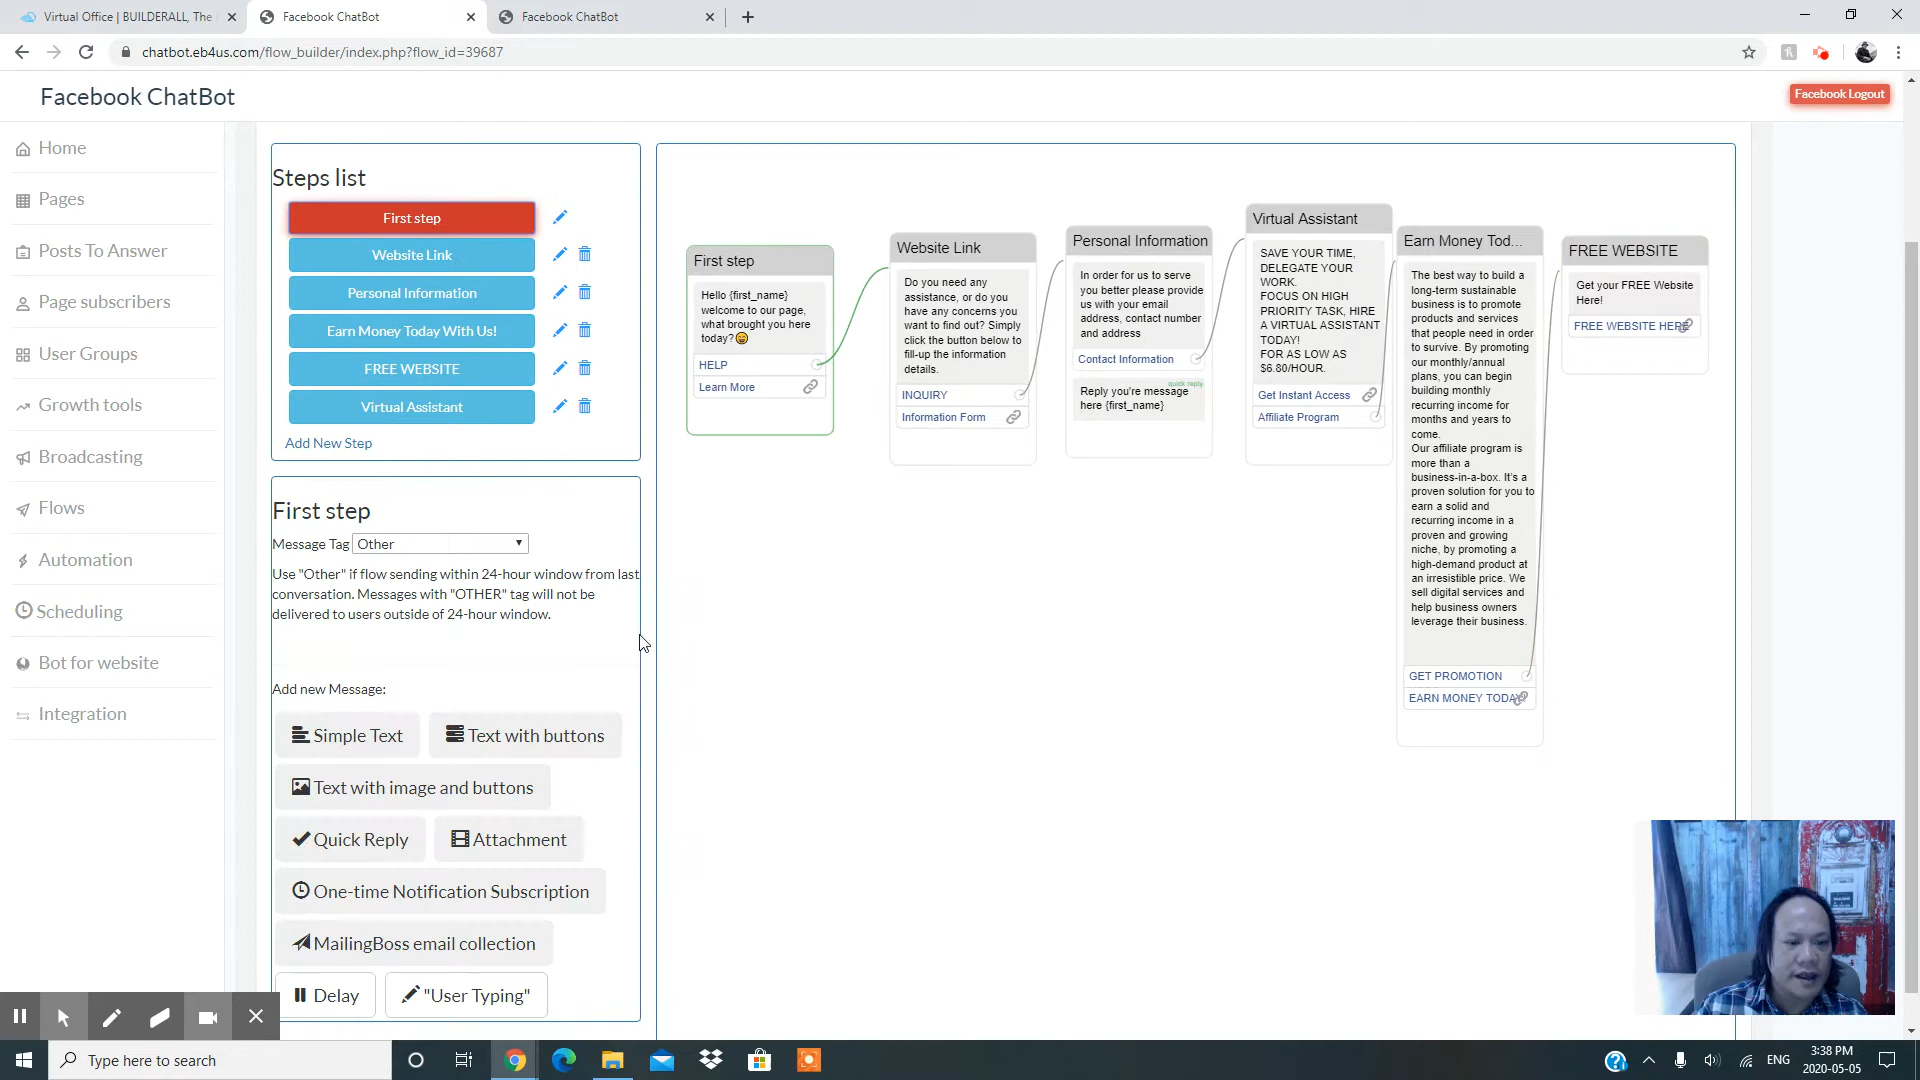 Virtual Office | BUILDERALL, The
Facebook ChatBot
Facebook ChatBot
chatbot.eb4us.com/flow_builder/index.php?flow_id=39687
Facebook ChatBot
Facebook Logout
Home
Pages
Posts To Answer
Page subscribers
User Groups
Growth tools
Broadcasting
Flows
Automation
Scheduling
Bot for website
Integration
Steps list
First step
Website Link
Personal Information
Earn Money Today With Us!
FREE WEBSITE
Virtual Assistant
Add New Step
First step
Message Tag Other
Use "Other" if flow sending within 24-hour window from last
conversation. Messages with "OTHER" tag will not be
delivered to users outside of 24-hour window.
Add new Message:
Simple Text
Text with buttons
Text with image and buttons
Quick Reply
Attachment
One-time Notification Subscription
MailingBoss email collection
Delay
"User Typing"
First step
Hello {first_name}
welcome to our page,
what brought you here
today?😄
HELP
Learn More
Website Link
Do you need any
assistance, or do you
have any concerns you
want to find out? Simply
click the button below to
fill-up the information
details.
INQUIRY
Information Form
Personal Information
In order for us to serve
you better please provide
us with your email
address, contact number
and address
Contact Information
quick reply
Reply you're message
here {first_name}
Virtual Assistant
SAVE YOUR TIME,
DELEGATE YOUR
WORK.
FOCUS ON HIGH
PRIORITY TASK, HIRE
A VIRTUAL ASSISTANT
TODAY!
FOR AS LOW AS
$6.80/HOUR.
Get Instant Access
Affiliate Program
Earn Money Tod...
The best way to build a
long-term sustainable
business is to promote
products and services
that people need in order
to survive. By promoting
our monthly/annual
plans, you can begin
building monthly
recurring income for
months and years to
come.
Our affiliate program is
more than a
business-in-a-box. It's a
proven solution for you to
earn a solid and
recurring income in a
proven and growing
niche, by promoting a
high-demand product at
an irresistible price. We
sell digital services and
help business owners
leverage their business.
GET PROMOTION
EARN MONEY TODAY
FREE WEBSITE
Get your FREE Website
Here!
FREE WEBSITE HERE
Type here to search
ENG
3:38 PM
2020-05-05